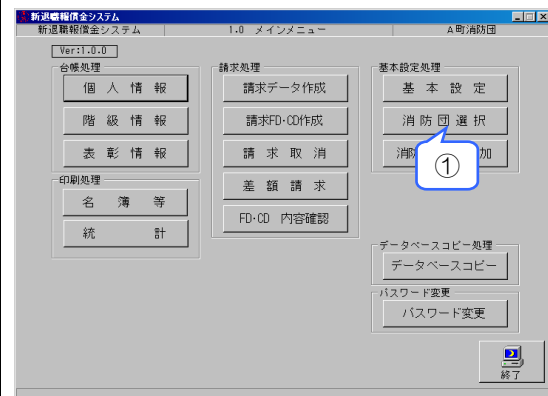 新退職報償金システム
新退職報償金システム 1.0 メインメニュー A町消防団
Ver:1.0.0
台帳処理
個人情報
階級情報
表彰情報
印刷処理
名簿等
統計
請求処理
請求データ作成
請求FD・CD作成
請求取消
差額請求
FD・CD 内容確認
基本設定処理
基本設定
消防団選択
消防 加
①
データベースコピー処理
データベースコピー
パスワード変更
パスワード変更
終了